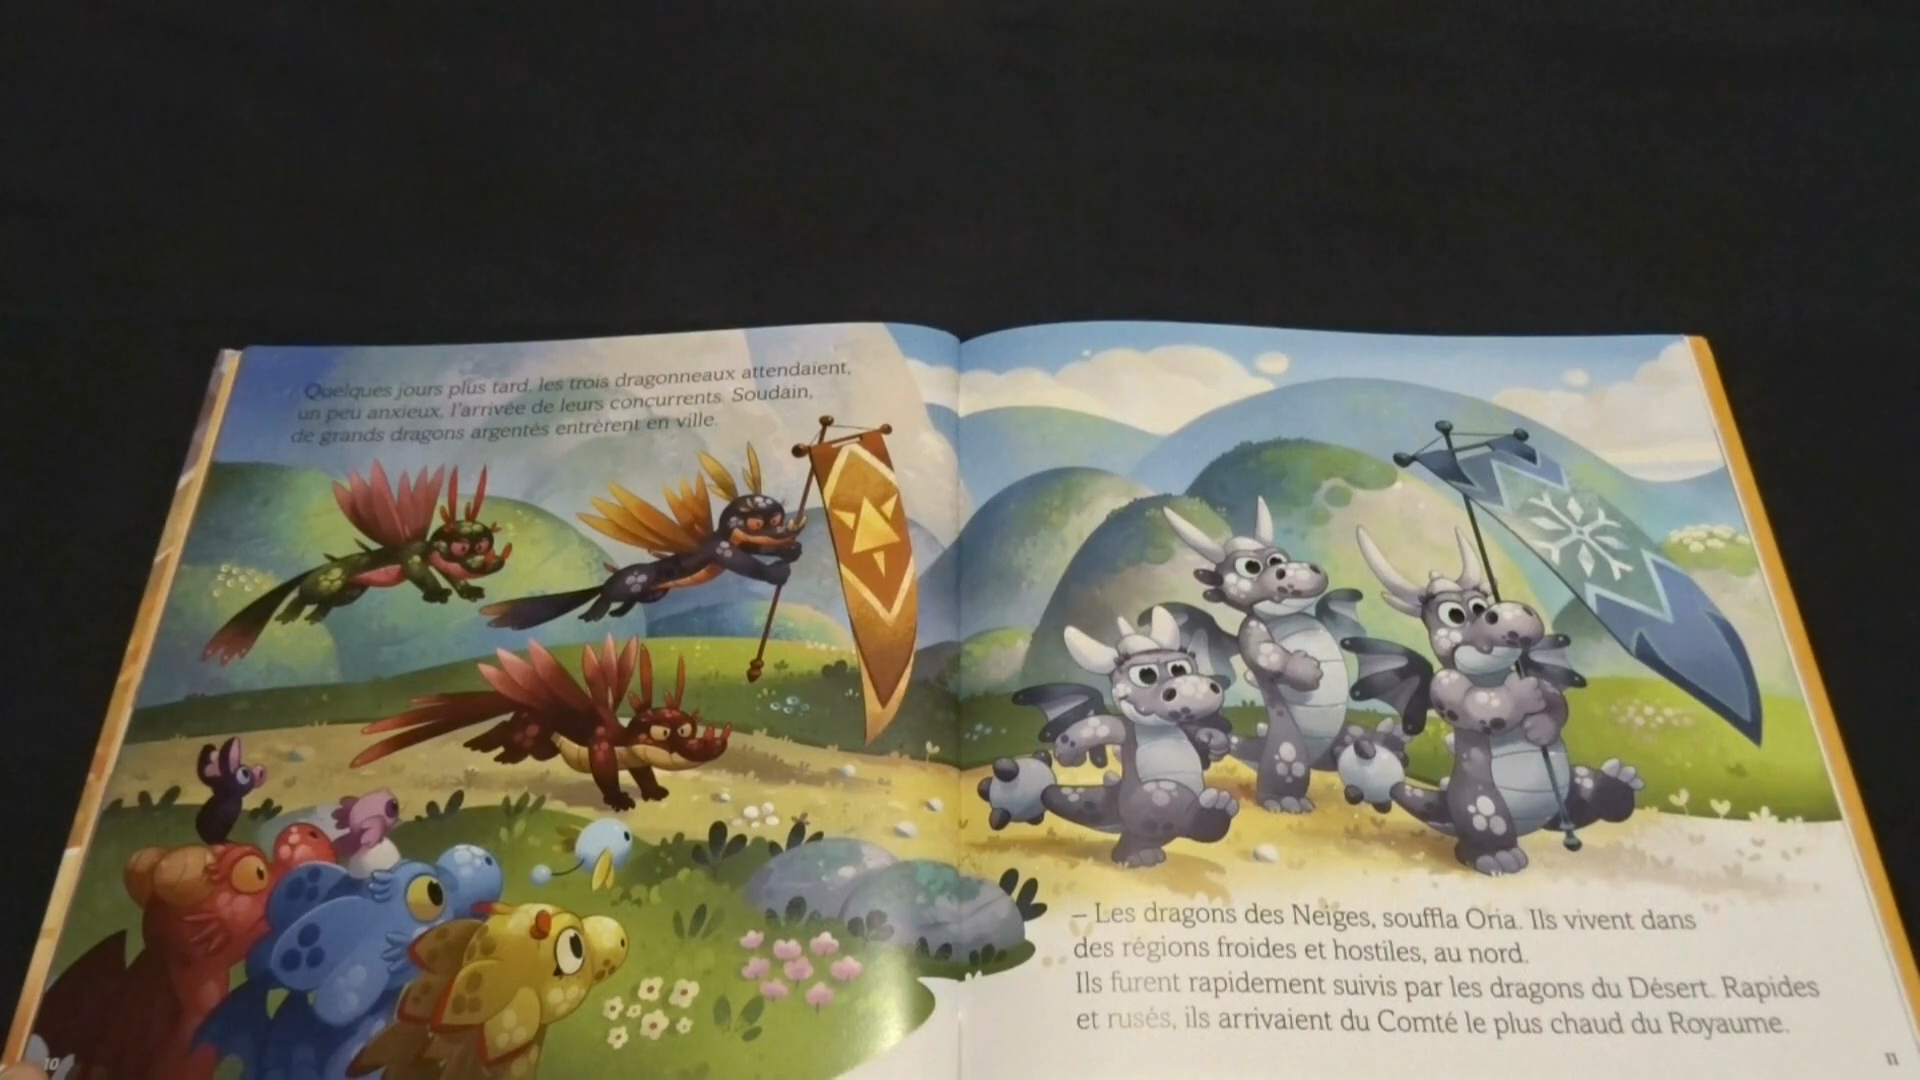 Quelques jours plus tard, les trois dragonneaux attendaient,
un peu anxieux, l'arrivée de leurs concurrents. Soudain,
de grands dragons argentés entrèrent en ville.
– Les dragons des Neiges, souffla Oria. Ils vivent dans
des régions froides et hostiles, au nord.
Ils furent rapidement suivis par les dragons du Désert. Rapides
et rusés, ils arrivaient du Comté le plus chaud du Royaume.
10
11